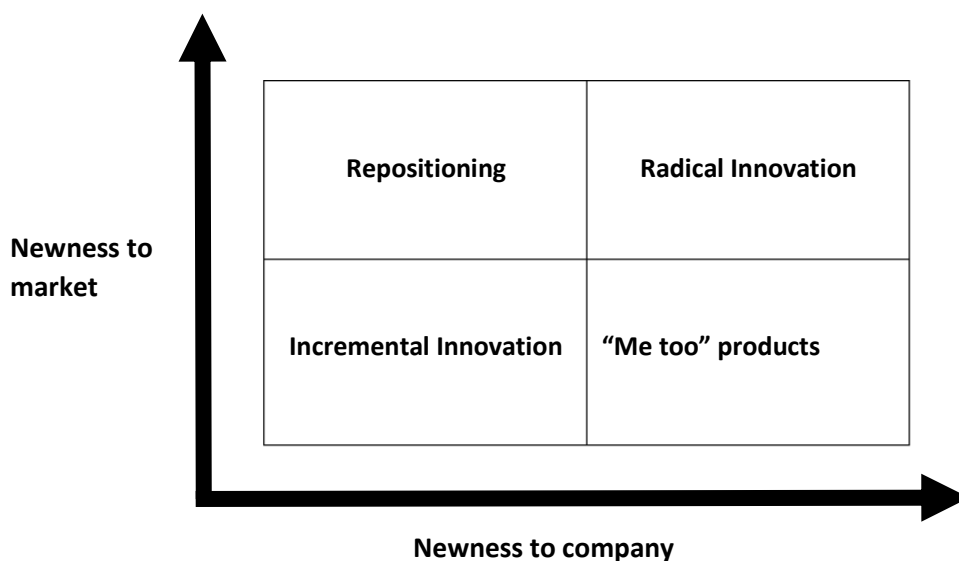 Repositioning
Radical Innovation
Newness to
market
Incremental Innovation
“Me too” products
Newness to company